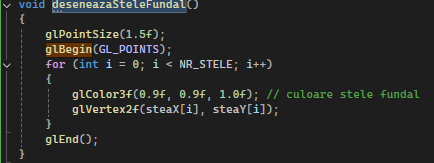 void deseneazaSteleFundal()
{
glPointSize(1.5f);
glBegin(GL_POINTS);
for (int i = 0; i < NR_STELE; i++)
{
glColor3f(0.9f, 0.9f, 1.0f); // culoare stele fundal
glVertex2f(steaX[i], steaY[i]);
}
glEnd();
}